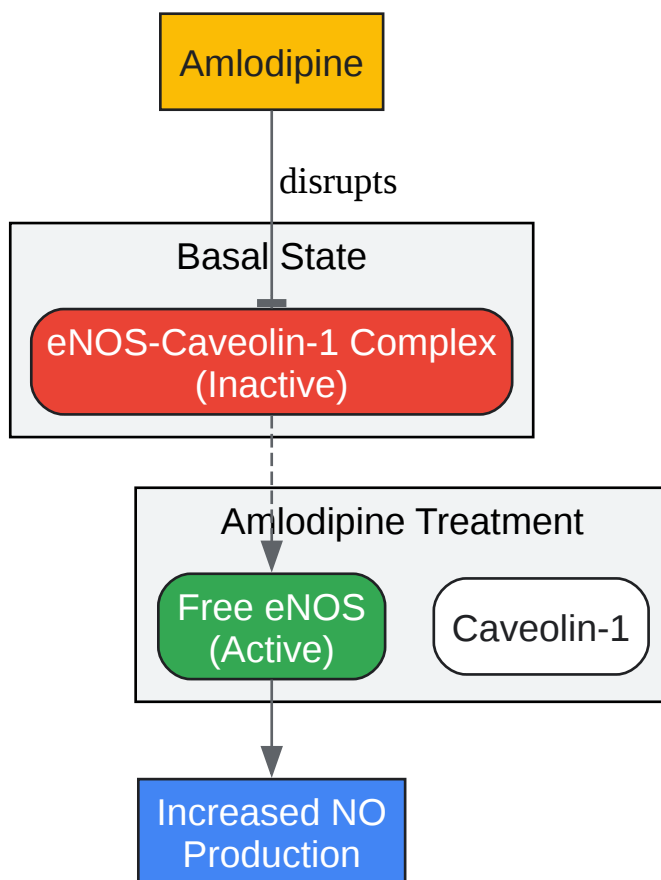 Amlodipine
disrupts
Basal State
eNOS-Caveolin-1 Complex
(Inactive)
Amlodipine Treatment
Free eNOS
(Active)
Caveolin-1
Increased NO
Production